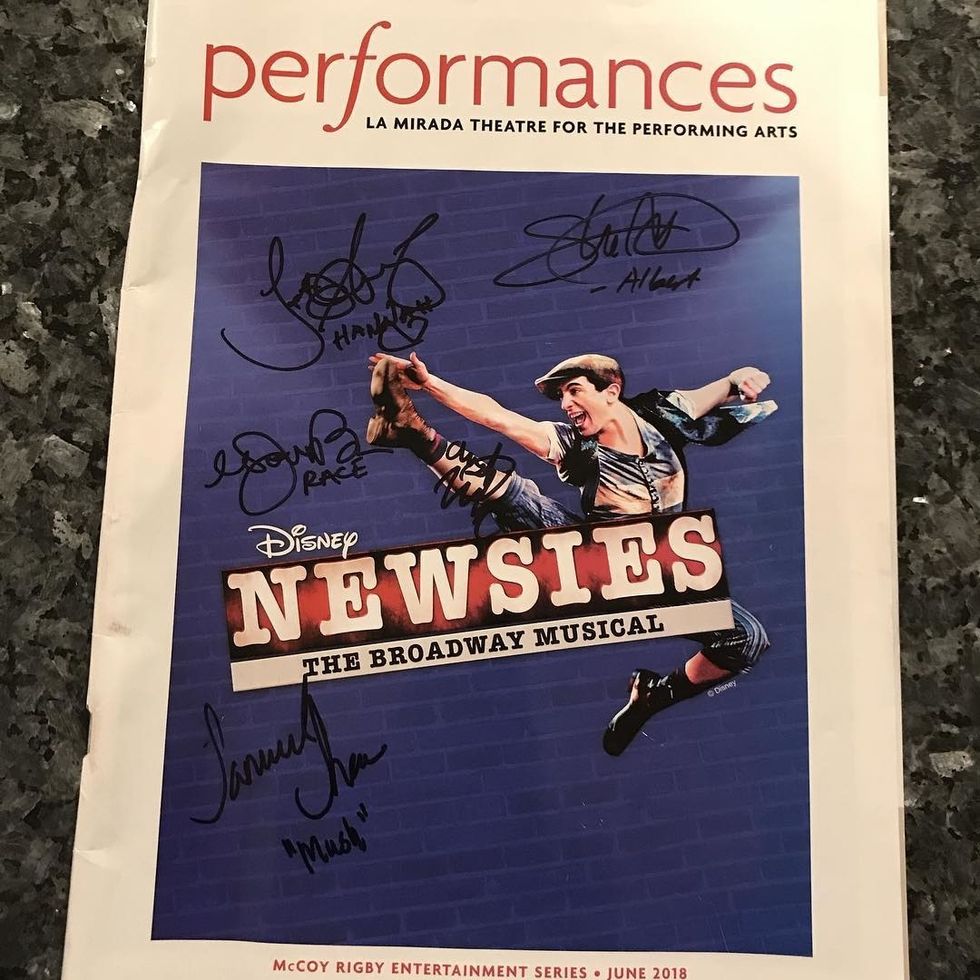 performances
LA MIRADA THEATRE FOR THE PERFORMING ARTS
- Albert
HANNAH
RACE
DISNEY
NEWSIES
THE BROADWAY MUSICAL
© Disney
"Mush"
McCOY RIGBY ENTERTAINMENT SERIES • JUNE 2018